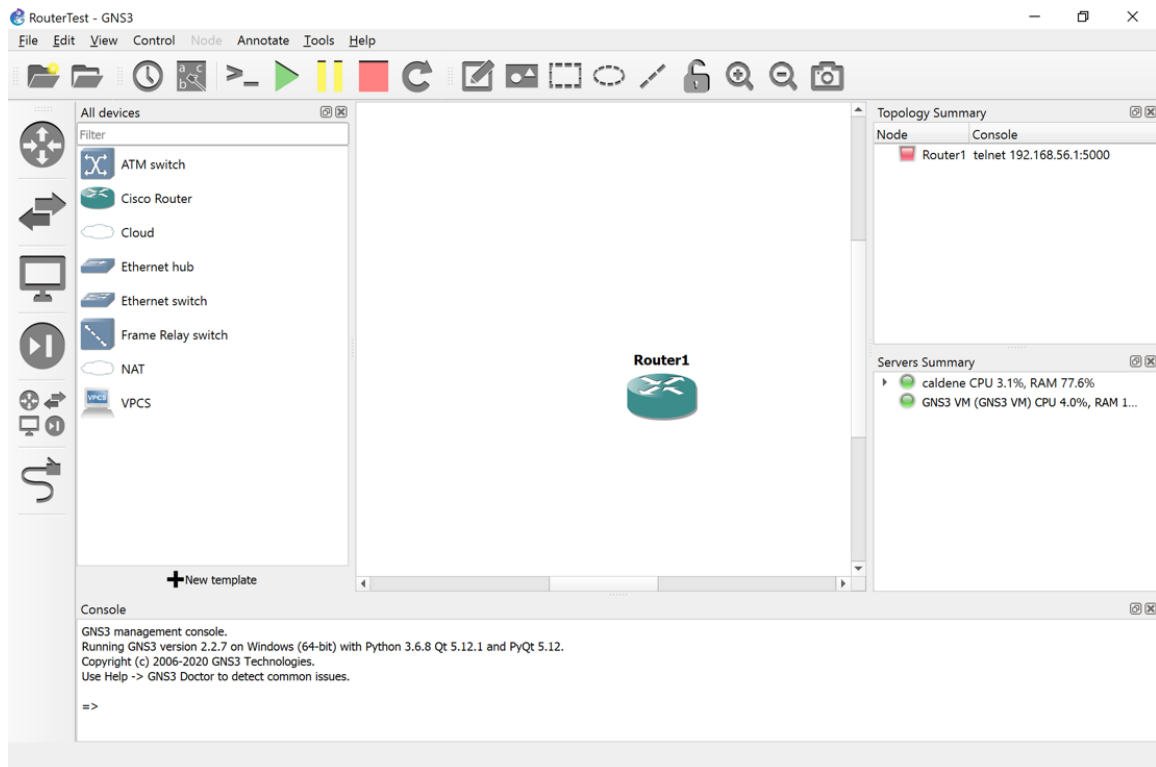 RouterTest - GNS3
File Edit View Control Node Annotate Tools Help
All devices
Filter
ATM switch
Cisco Router
Cloud
Ethernet hub
Ethernet switch
Frame Relay switch
NAT
VPCS
New template
Router1
Topology Summary
Node Console
Router1 telnet 192.168.56.1:5000
Servers Summary
caldene CPU 3.1%, RAM 77.6%
GNS3 VM (GNS3 VM) CPU 4.0%, RAM 1...
Console
GNS3 management console.
Running GNS3 version 2.2.7 on Windows (64-bit) with Python 3.6.8 Qt 5.12.1 and PyQt 5.12.
Copyright (c) 2006-2020 GNS3 Technologies.
Use Help -> GNS3 Doctor to detect common issues.
=>